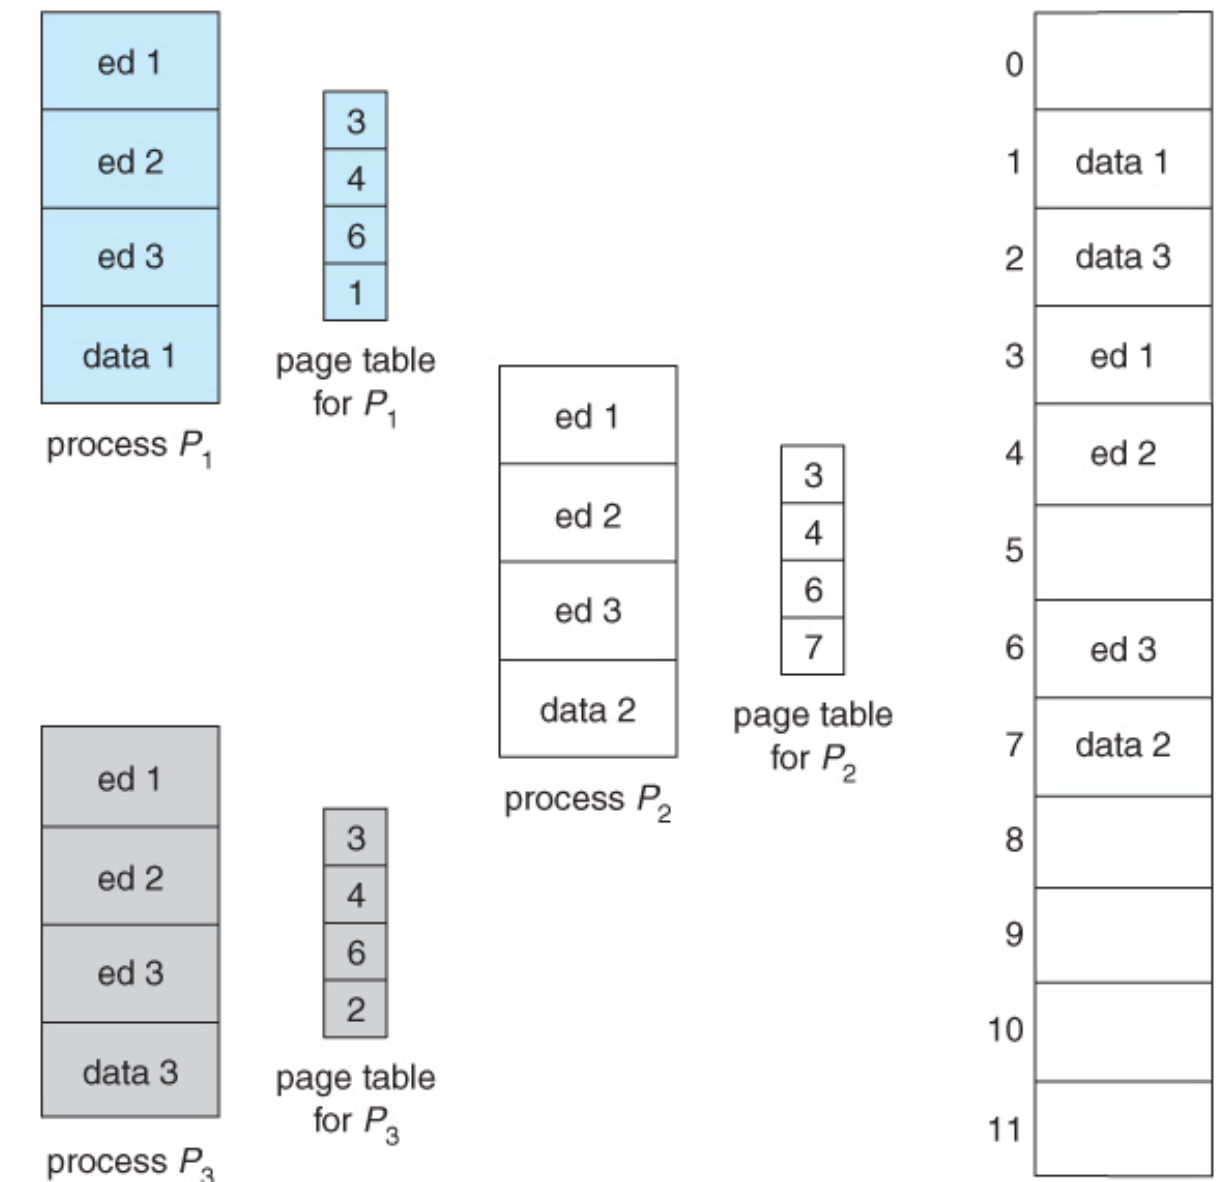 ed 1
ed 2
ed 3
data 1
process P1
3
4
6
1
page table
for P1
ed 1
ed 2
ed 3
data 2
process P2
3
4
6
7
page table
for P2
ed 1
ed 2
ed 3
data 3
process P3
3
4
6
2
page table
for P3
0
1 data 1
2 data 3
3 ed 1
4 ed 2
5
6 ed 3
7 data 2
8
9
10
11